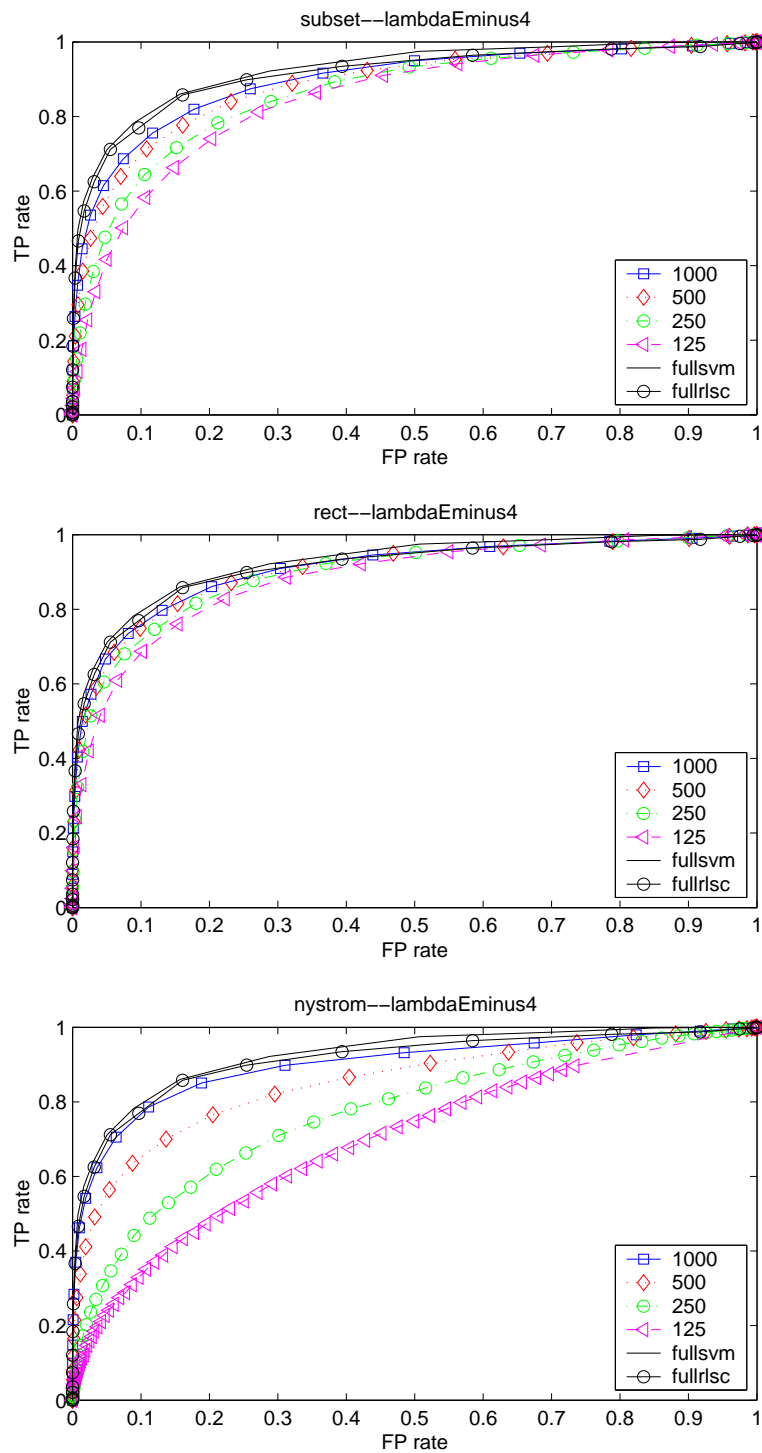 subset--lambdaEminus4
1
0.8
0.6
0.4
0.2
0
TP rate
1000
500
250
125
fullsvm
fullrlsc
0 0.1 0.2 0.3 0.4 0.5 0.6 0.7 0.8 0.9 1
FP rate
rect--lambdaEminus4
1
0.8
0.6
0.4
0.2
0
TP rate
1000
500
250
125
fullsvm
fullrlsc
0 0.1 0.2 0.3 0.4 0.5 0.6 0.7 0.8 0.9 1
FP rate
nystrom--lambdaEminus4
1
0.8
0.6
0.4
0.2
0
TP rate
1000
500
250
125
fullsvm
fullrlsc
0 0.1 0.2 0.3 0.4 0.5 0.6 0.7 0.8 0.9 1
FP rate